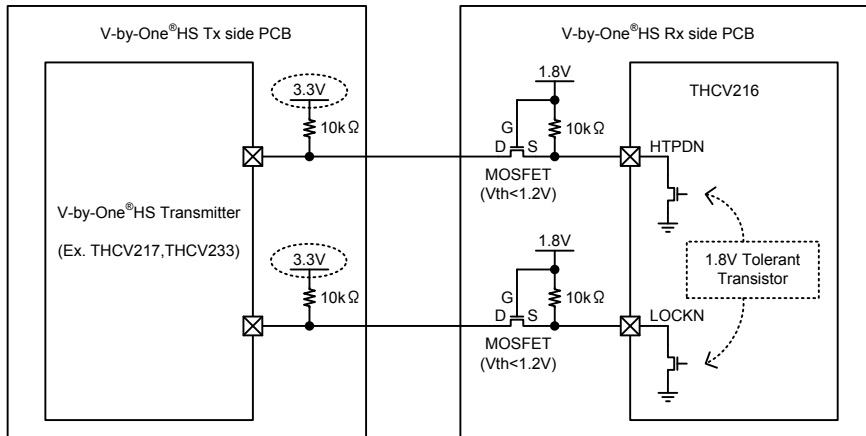 V-by-One®HS Tx side PCB
V-by-One®HS Rx side PCB
3.3V
10kΩ
1.8V
10kΩ
G
D S
MOSFET
(Vth<1.2V)
THCV216
HTPDN
V-by-One®HS Transmitter
(Ex. THCV217,THCV233)
3.3V
10kΩ
1.8V
10kΩ
G
D S
MOSFET
(Vth<1.2V)
1.8V Tolerant
Transistor
LOCKN